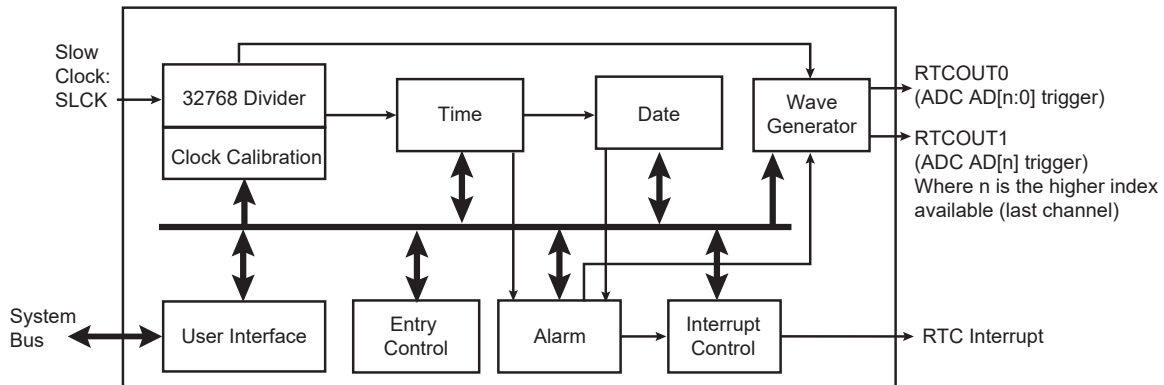 Slow
Clock:
SLCK
32768 Divider
Clock Calibration
Time
Date
Wave
Generator
RTCOUT0
(ADC AD[n:0] trigger)
RTCOUT1
(ADC AD[n] trigger)
Where n is the higher index
available (last channel)
System
Bus
User Interface
Entry
Control
Alarm
Interrupt
Control
RTC Interrupt